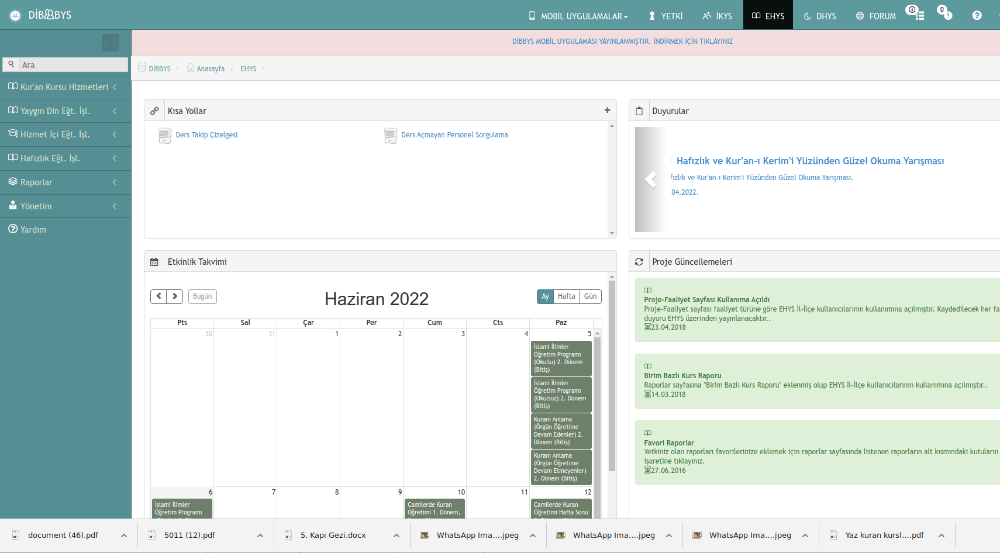 DİBBYS
MOBİL UYGULAMALAR
YETKİ
İKYS
EHYS
DHYS
FORUM
0
DİBBYS MOBİL UYGULAMASI YAYINLANMIŞTIR. İNDİRMEK İÇİN TIKLAYINIZ
Ara
DİBBYS / Anasayfa / EHYS /
Kur'an Kursu Hizmetleri
Yaygın Din Eğt. İşl.
Hizmet İçi Eğt. İşl.
Hafızlık Eğt. İşl.
Raporlar
Yönetim
Yardım
Kısa Yollar
Ders Takip Çizelgesi
Ders Açmayan Personel Sorgulama
Duyurular
Hafızlık ve Kur'an-ı Kerim'i Yüzünden Güzel Okuma Yarışması
fızlık ve Kur'an-ı Kerim'i Yüzünden Güzel Okuma Yarışması.
04.2022.
Etkinlik Takvimi
Bugün
Haziran 2022
Ay Hafta Gün
Pts Sal Çar Per Cum Cts Paz
30 31 1 2 3 4 5
İslami İlimler
Öğretim Programı
(Okullu) 2. Dönem
(Bitiş)
İslami İlimler
Öğretim Programı
(Okulsuz) 2. Dönem
(Bitiş)
Kuranı Anlama
(Örgün Öğretime
Devam Edenler) 2.
Dönem (Bitiş)
Kuranı Anlama
(Örgün Öğretime
Devam Etmeyenler)
2. Dönem (Bitiş)
6 7 8 9 10 11 12
İslami İlimler
Öğretim Programı
Camilerde Kuran
Öğretimi 1. Dönem,
Camilerde Kuran
Öğretimi Hafta Sonu
Proje Güncellemeleri
Proje-Faaliyet Sayfası Kullanıma Açıldı
Proje-Faaliyet sayfası faaliyet türüne göre EHYS İl-İlçe kullanıcılarının kullanımına açılmıştır. Kaydedilecek her fa
duyuru EHYS üzerinden yayınlanacaktır..
23.04.2018
Birim Bazlı Kurs Raporu
Raporlar sayfasına "Birim Bazlı Kurs Raporu" eklenmiş olup EHYS İl-İlçe kullanıcılarının kullanımına açılmıştır..
14.03.2018
Favori Raporlar
Yetkiniz olan raporları favorilerinize eklemek için raporlar sayfasında listenen raporların alt kısmındaki kutuların
işaretine tıklayınız.
27.06.2016
document (46).pdf
5011 (12).pdf
5. Kapı Gezi.docx
WhatsApp Ima....jpeg
WhatsApp Ima....jpeg
WhatsApp Ima....jpeg
Yaz kuran kursl....pdf